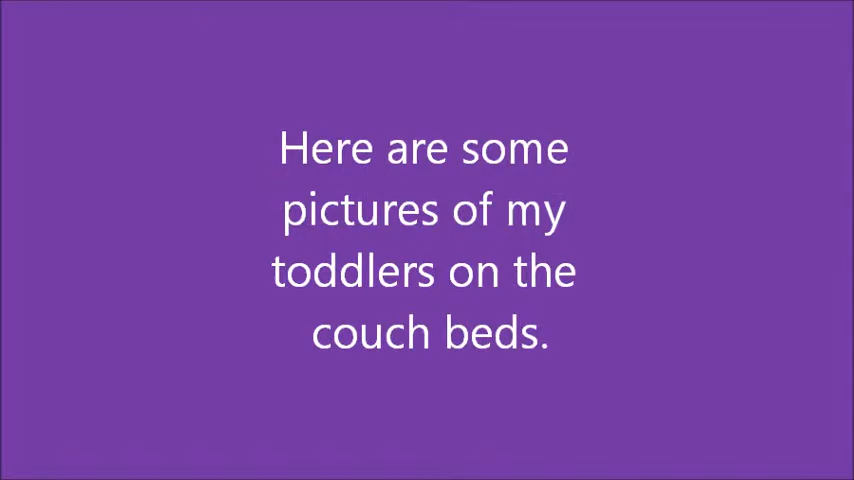 Here are some
pictures of my
toddlers on the
couch beds.